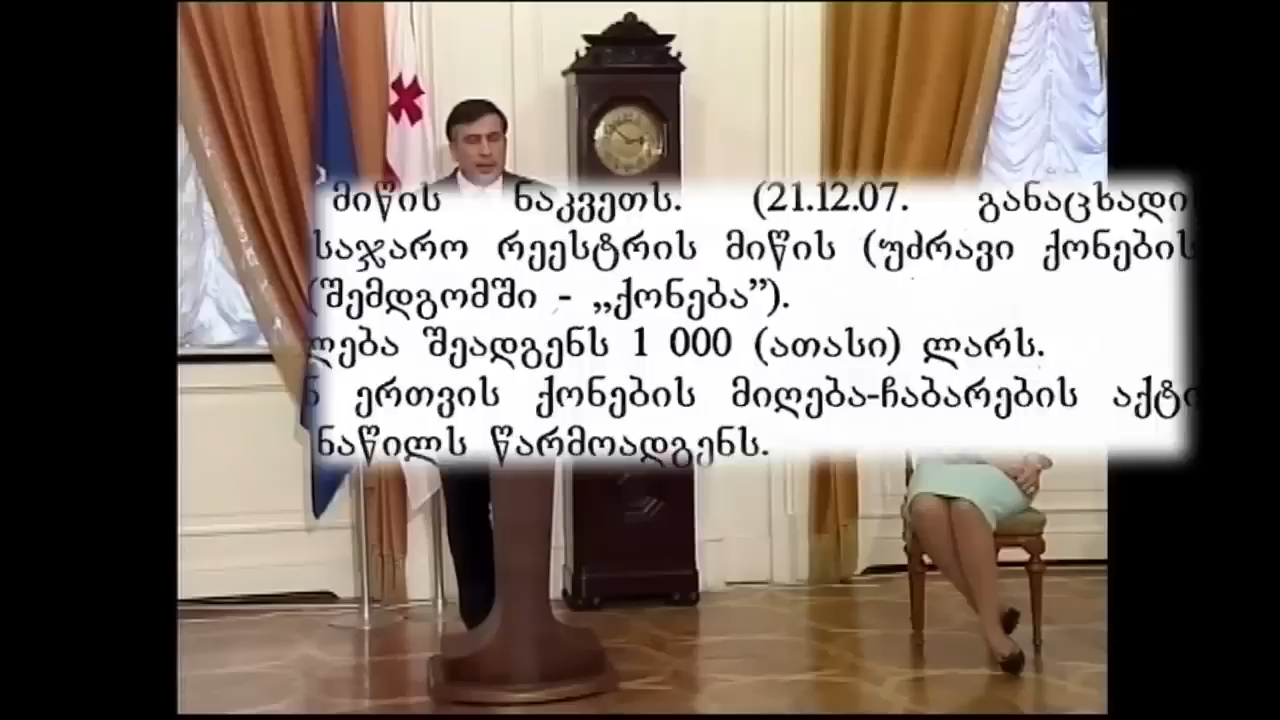 მიწის ნაკვეთს. (21.12.07. განაცხადი
საჯარო რეესტრის მიწის (უძრავი ქონების
(შემდგომში - „ქონება”).
ლება შეადგენს 1 000 (ათასი) ლარს.
ნ ერთვის ქონების მიღება-ჩაბარების აქტი
ნაწილს წარმოადგენს.